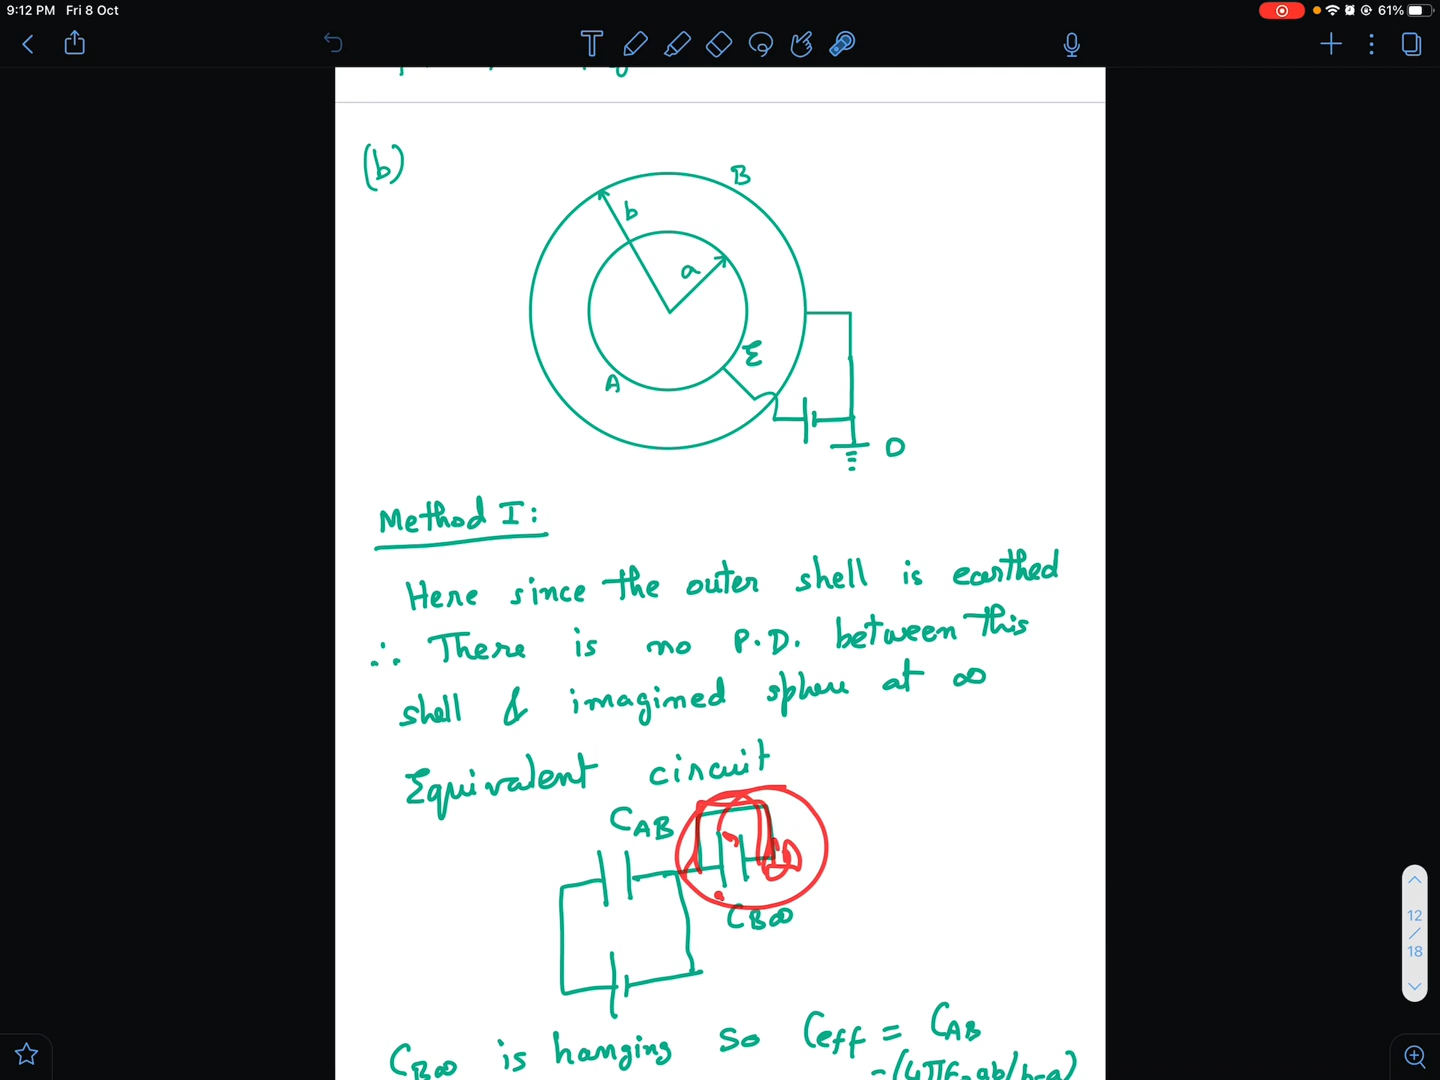 9:12 PM Fri 8 Oct
61%
(b)
B
b
a
E
A
0
Method I:
Here since the outer shell is earthed
∴ There is no P.D. between this
shell & imagined sphere at ∞
Equivalent circuit
CAB
CB∞
CB∞ is hanging so Ceff = CAB
12
/
18